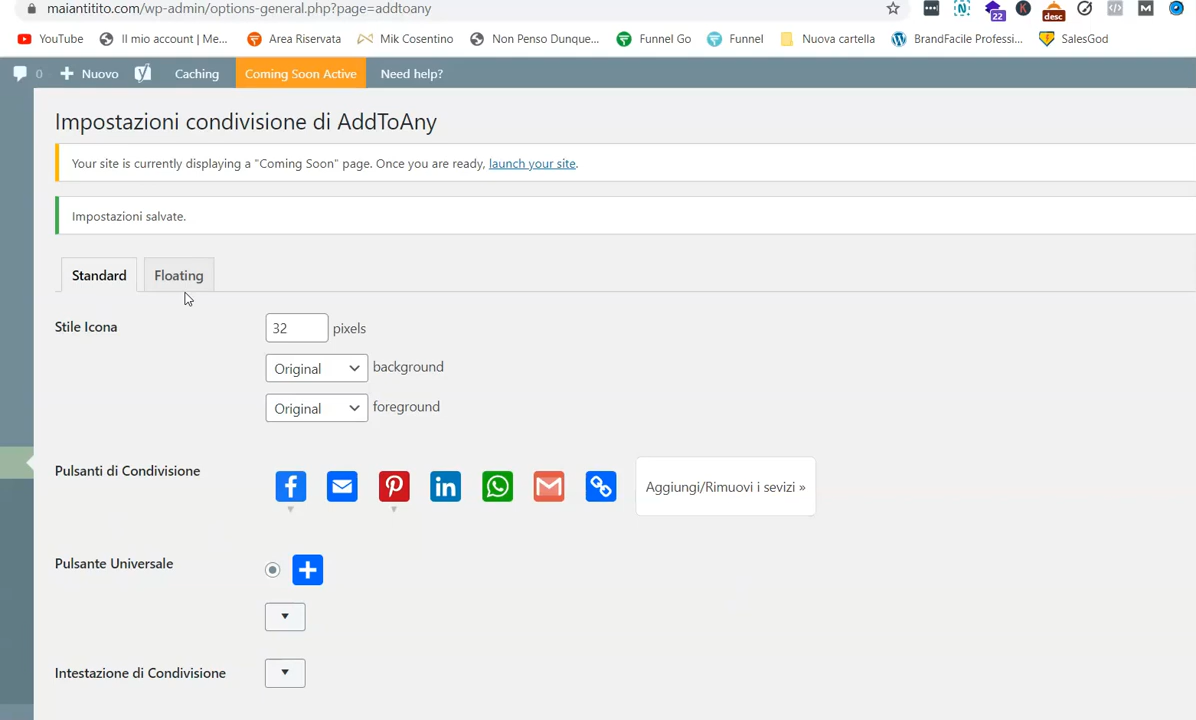 maiantitito.com/wp-admin/options-general.php?page=addtoany
22
K
desc
M
YouTube
Il mio account | Me...
Area Riservata
Mik Cosentino
Non Penso Dunque...
Funnel Go
Funnel
Nuova cartella
BrandFacile Professi...
SalesGod
0
Nuovo
Caching
Coming Soon Active
Need help?
Impostazioni condivisione di AddToAny
Your site is currently displaying a "Coming Soon" page. Once you are ready, launch your site.
Impostazioni salvate.
Standard
Floating
Stile Icona
32 pixels
Original background
Original foreground
Pulsanti di Condivisione
Aggiungi/Rimuovi i sevizi »
Pulsante Universale
Intestazione di Condivisione